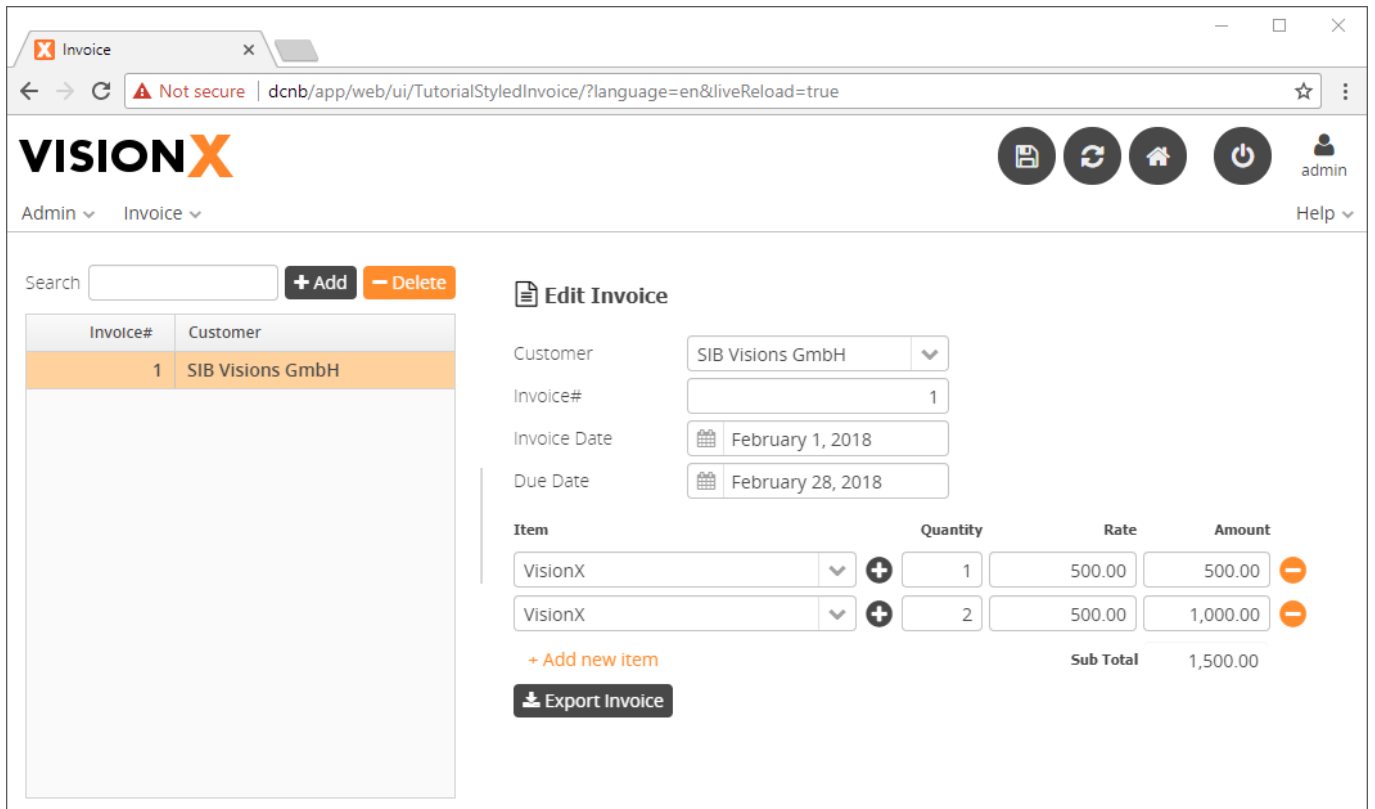 Invoice
Not secure | dcnb/app/web/ui/TutorialStyledInvoice/?language=en&liveReload=true
VISIONX
admin
Admin Invoice Help
Search + Add − Delete
Invoice# Customer
1 SIB Visions GmbH
Edit Invoice
Customer SIB Visions GmbH
Invoice# 1
Invoice Date February 1, 2018
Due Date February 28, 2018
Item Quantity Rate Amount
VisionX 1 500.00 500.00
VisionX 2 500.00 1,000.00
+ Add new item Sub Total 1,500.00
Export Invoice